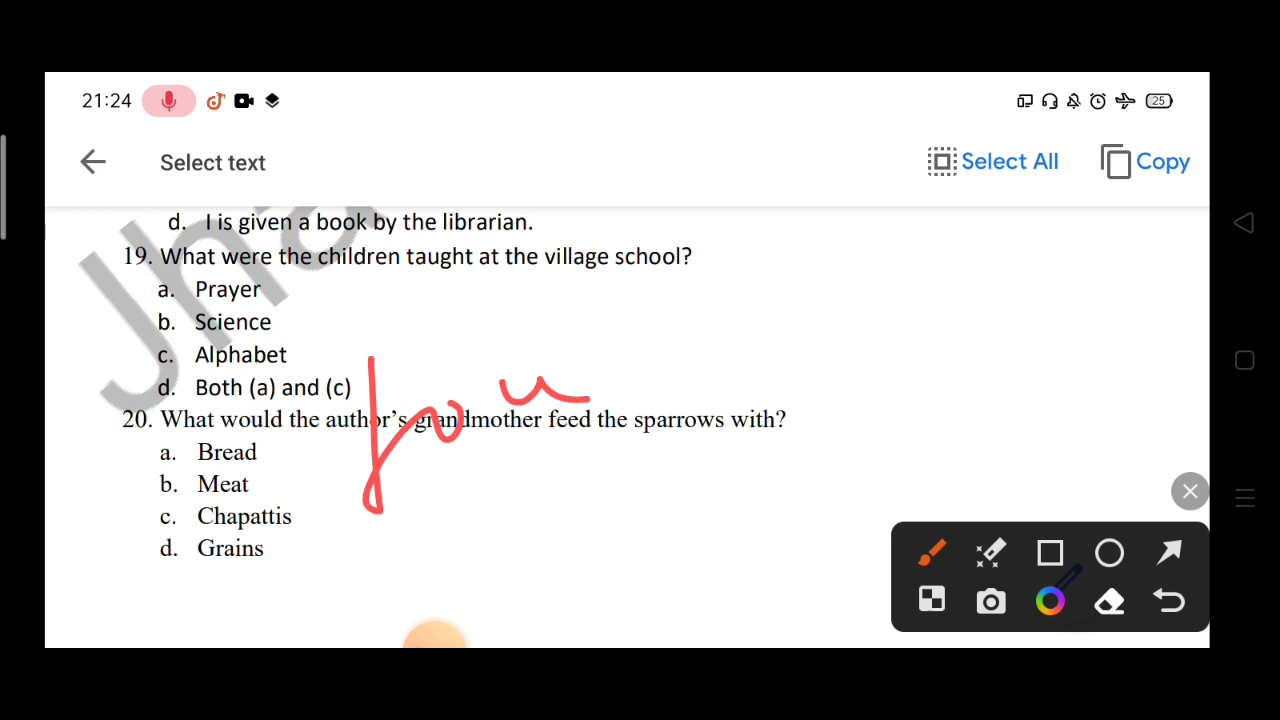 21:24
25
Select text
Select All
Copy
d. I is given a book by the librarian.
19. What were the children taught at the village school?
a. Prayer
b. Science
c. Alphabet
d. Both (a) and (c)
20. What would the author's grandmother feed the sparrows with?
a. Bread
b. Meat
c. Chapattis
d. Grains
Jha